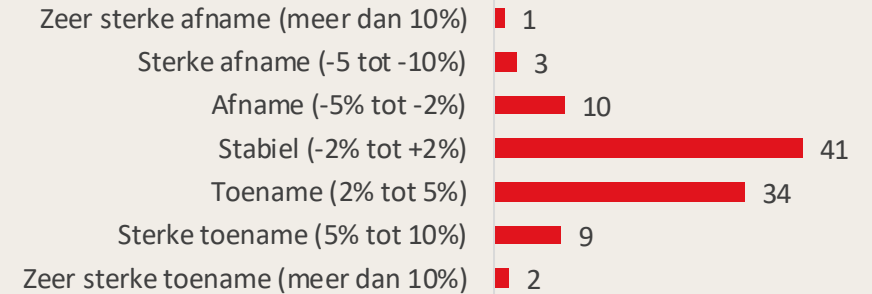 Zeer sterke afname (meer dan 10%) 1
Sterke afname (-5 tot -10%) 3
Afname (-5% tot -2%) 10
Stabiel (-2% tot +2%) 41
Toename (2% tot 5%) 34
Sterke toename (5% tot 10%) 9
Zeer sterke toename (meer dan 10%) 2